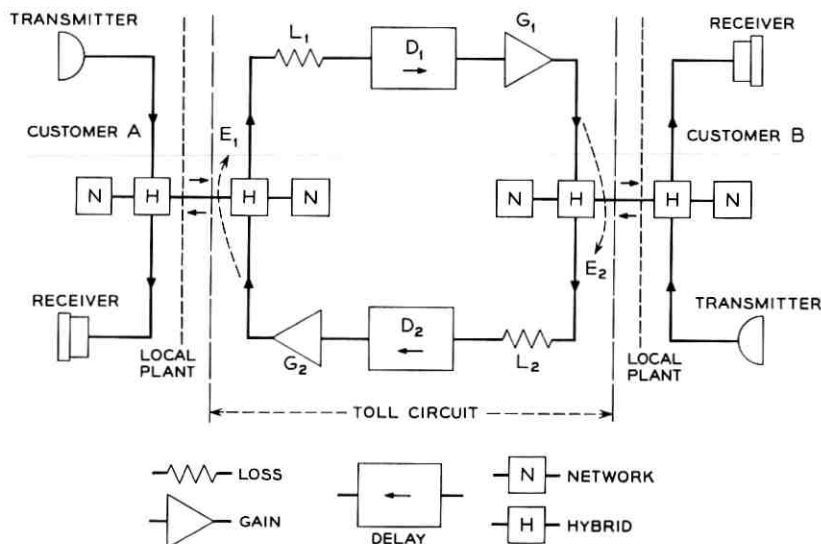 TRANSMITTER
L₁
D₁
G₁
RECEIVER
CUSTOMER A
E₁
CUSTOMER B
N
H
H
N
N
H
H
N
E₂
RECEIVER
TRANSMITTER
LOCAL
PLANT
G₂
D₂
L₂
LOCAL
PLANT
TOLL CIRCUIT
LOSS
GAIN
DELAY
N
NETWORK
H
HYBRID